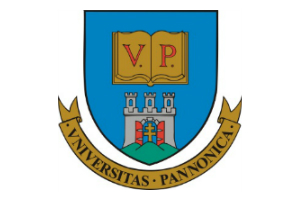 V. P.
· VNIVERSITAS · PANNONICA ·